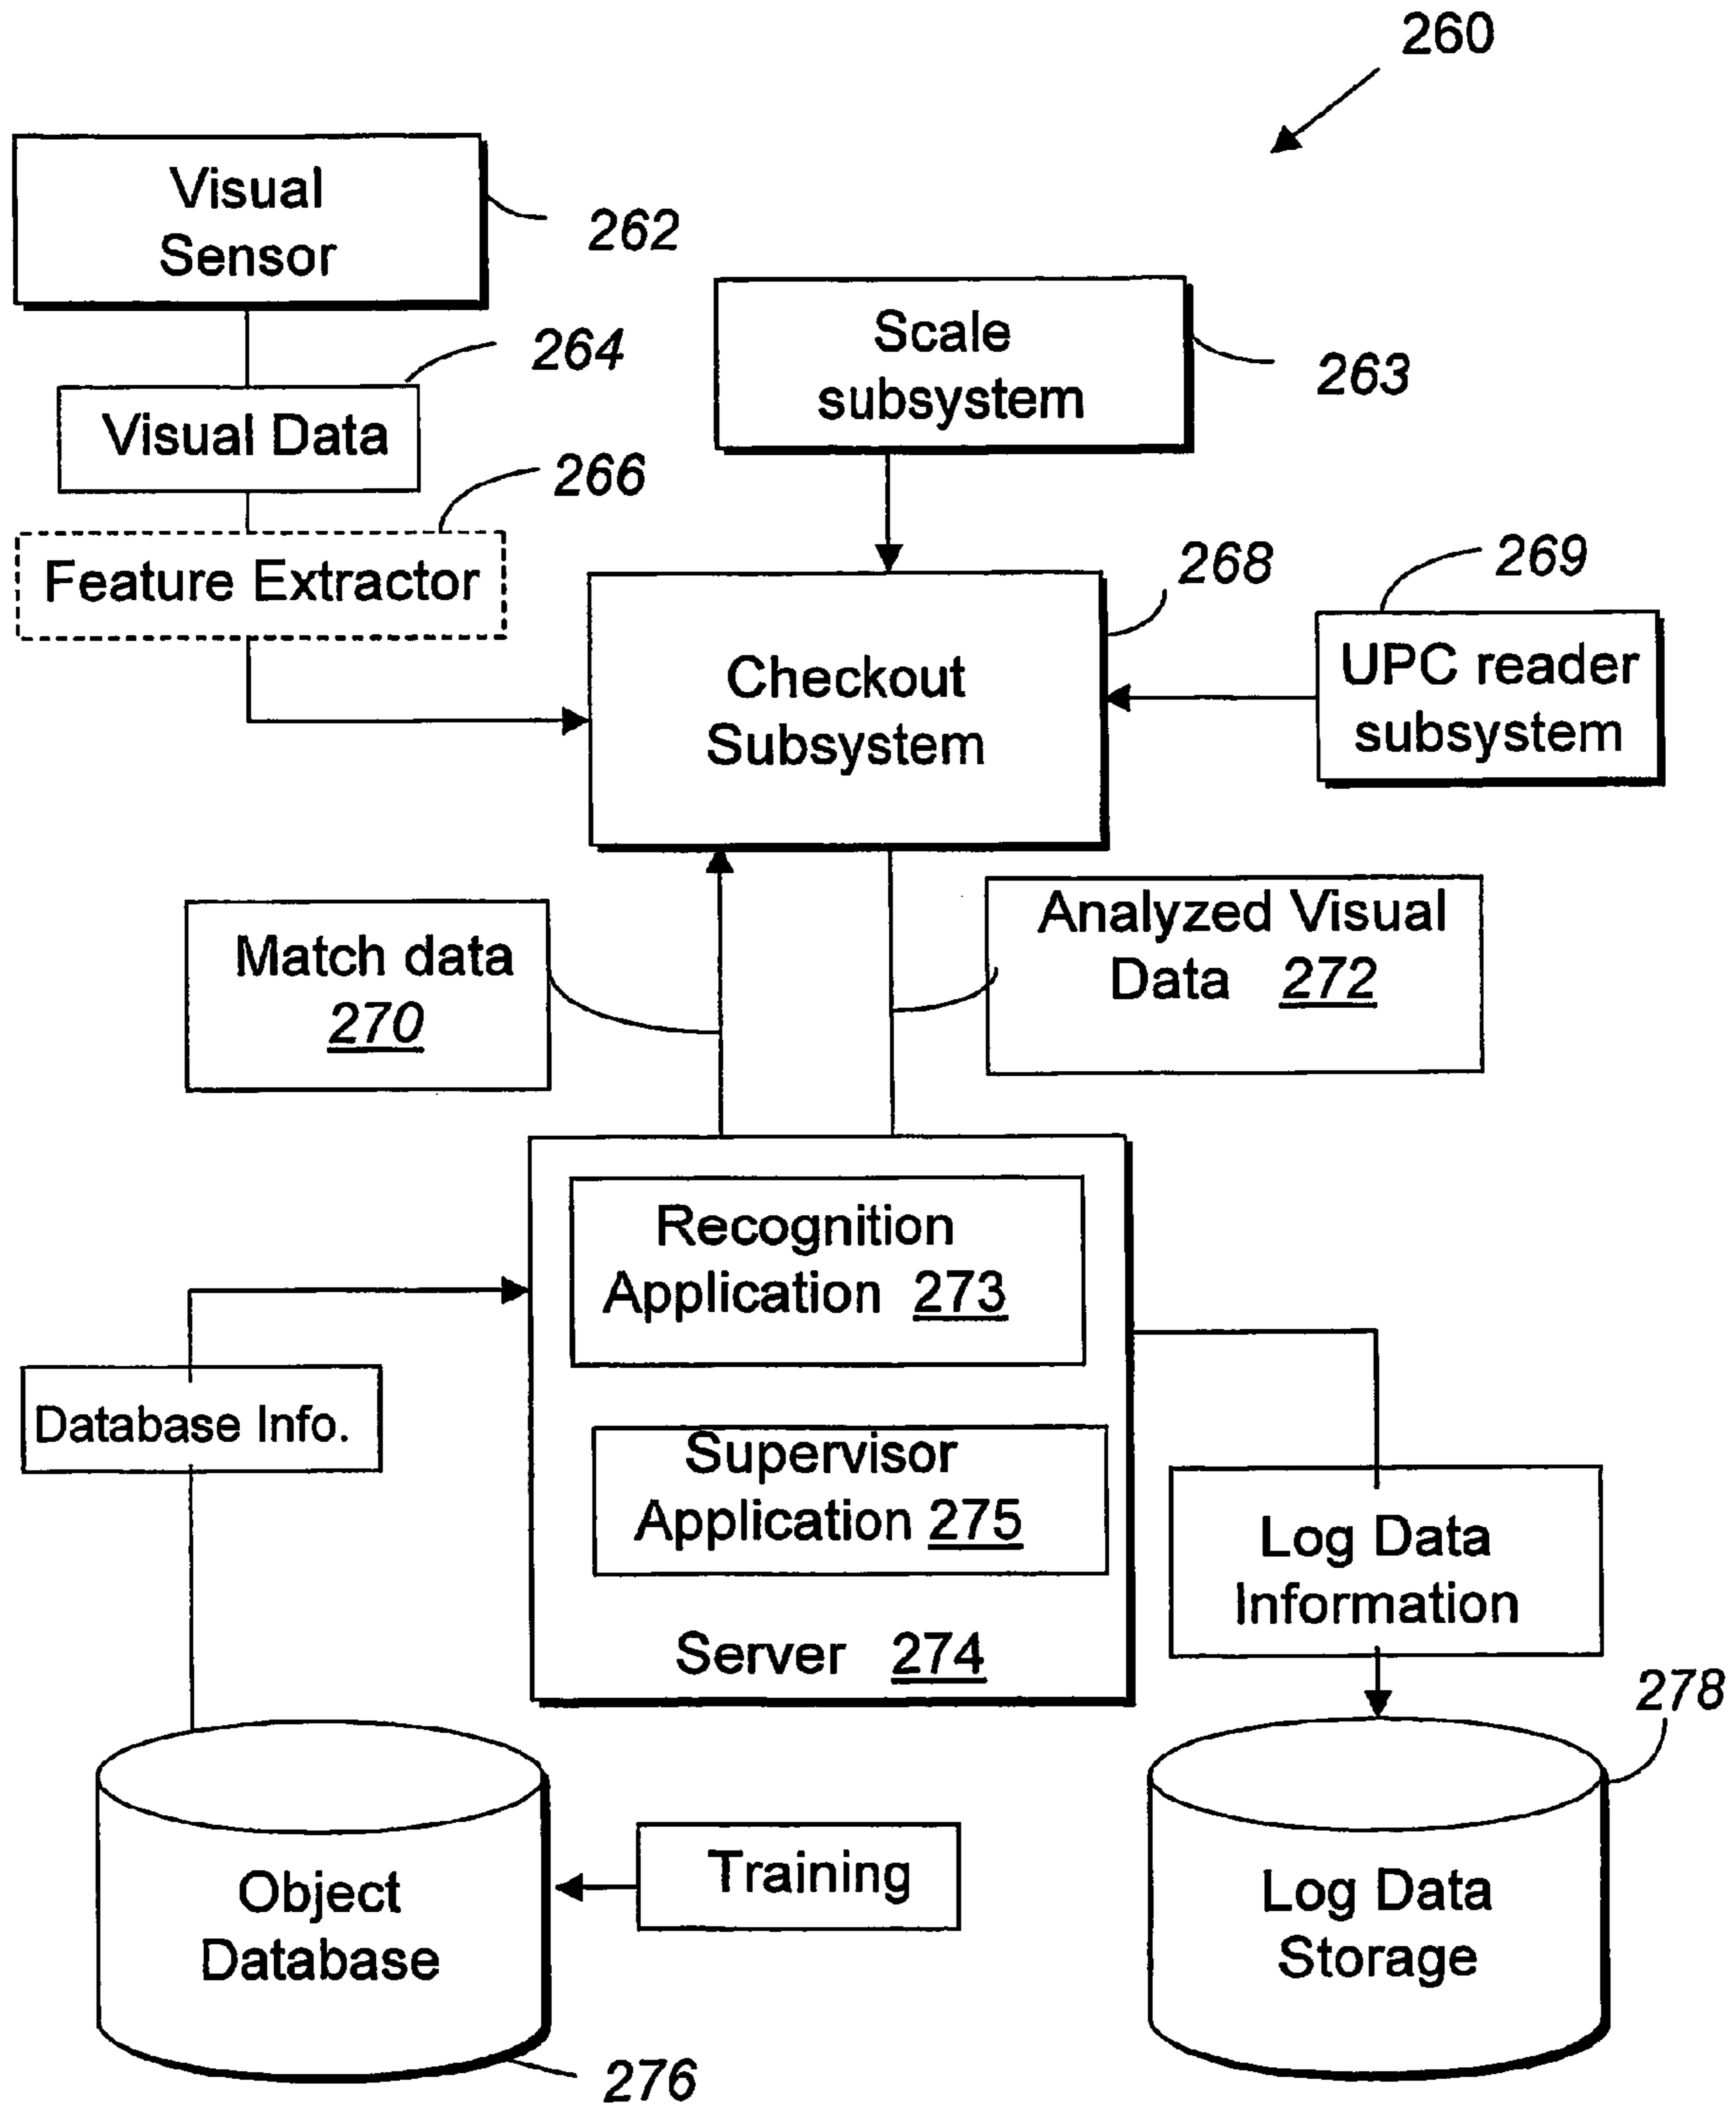 260
Visual
Sensor
262
264
Visual Data
Scale
subsystem
263
266
Feature Extractor
268
269
UPC reader
subsystem
Checkout
Subsystem
Match data
270
Analyzed Visual
Data 272
Recognition
Application 273
Database Info.
Supervisor
Application 275
Log Data
Information
Server 274
278
Object
Database
Training
Log Data
Storage
276